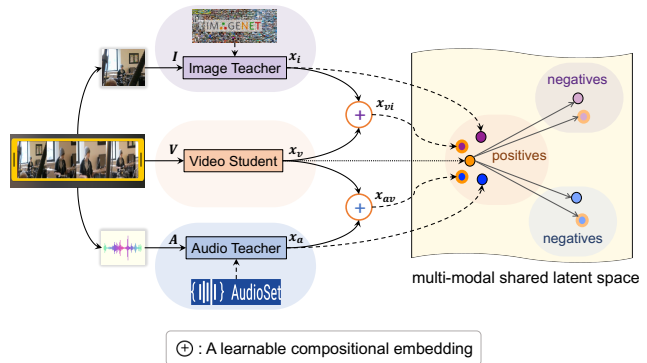 IMAGENET
I
Image Teacher
x_i
x_vi
negatives
V
Video Student
x_v
positives
x_av
A
Audio Teacher
x_a
negatives
{||||} AudioSet
multi-modal shared latent space
⊕ : A learnable compositional embedding